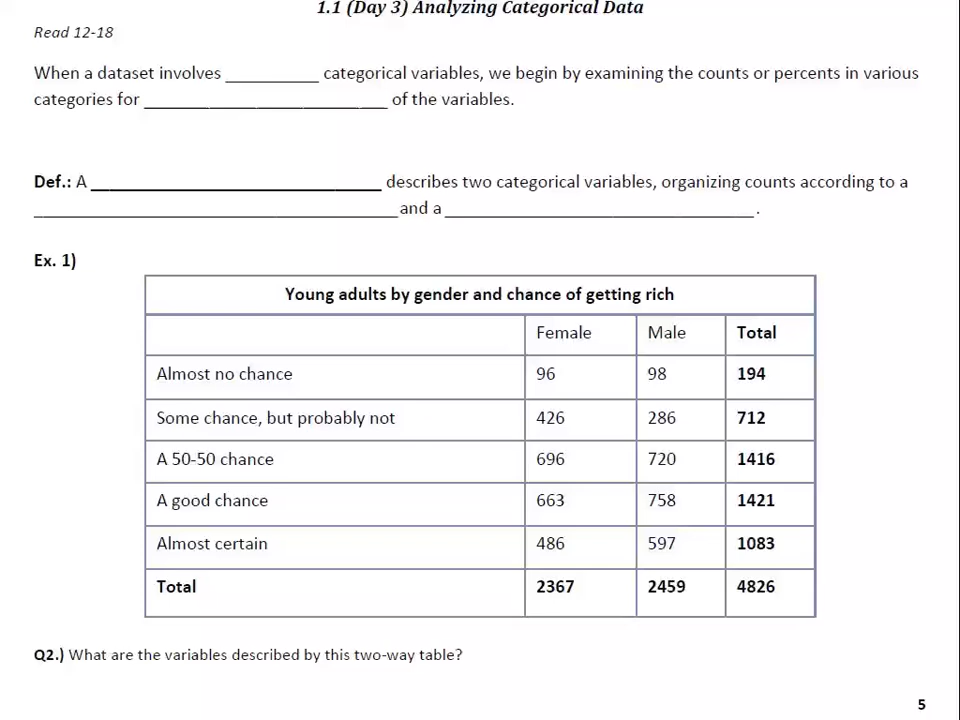 1.1 (Day 3) Analyzing Categorical Data
Read 12-18
When a dataset involves __________ categorical variables, we begin by examining the counts or percents in various
categories for __________________________ of the variables.
Def.: A _______________________________ describes two categorical variables, organizing counts according to a
_______________________________________ and a _________________________________ .
Ex. 1)
Young adults by gender and chance of getting rich
Female Male Total
Almost no chance 96 98 194
Some chance, but probably not 426 286 712
A 50-50 chance 696 720 1416
A good chance 663 758 1421
Almost certain 486 597 1083
Total 2367 2459 4826
Q2.) What are the variables described by this two-way table?
5